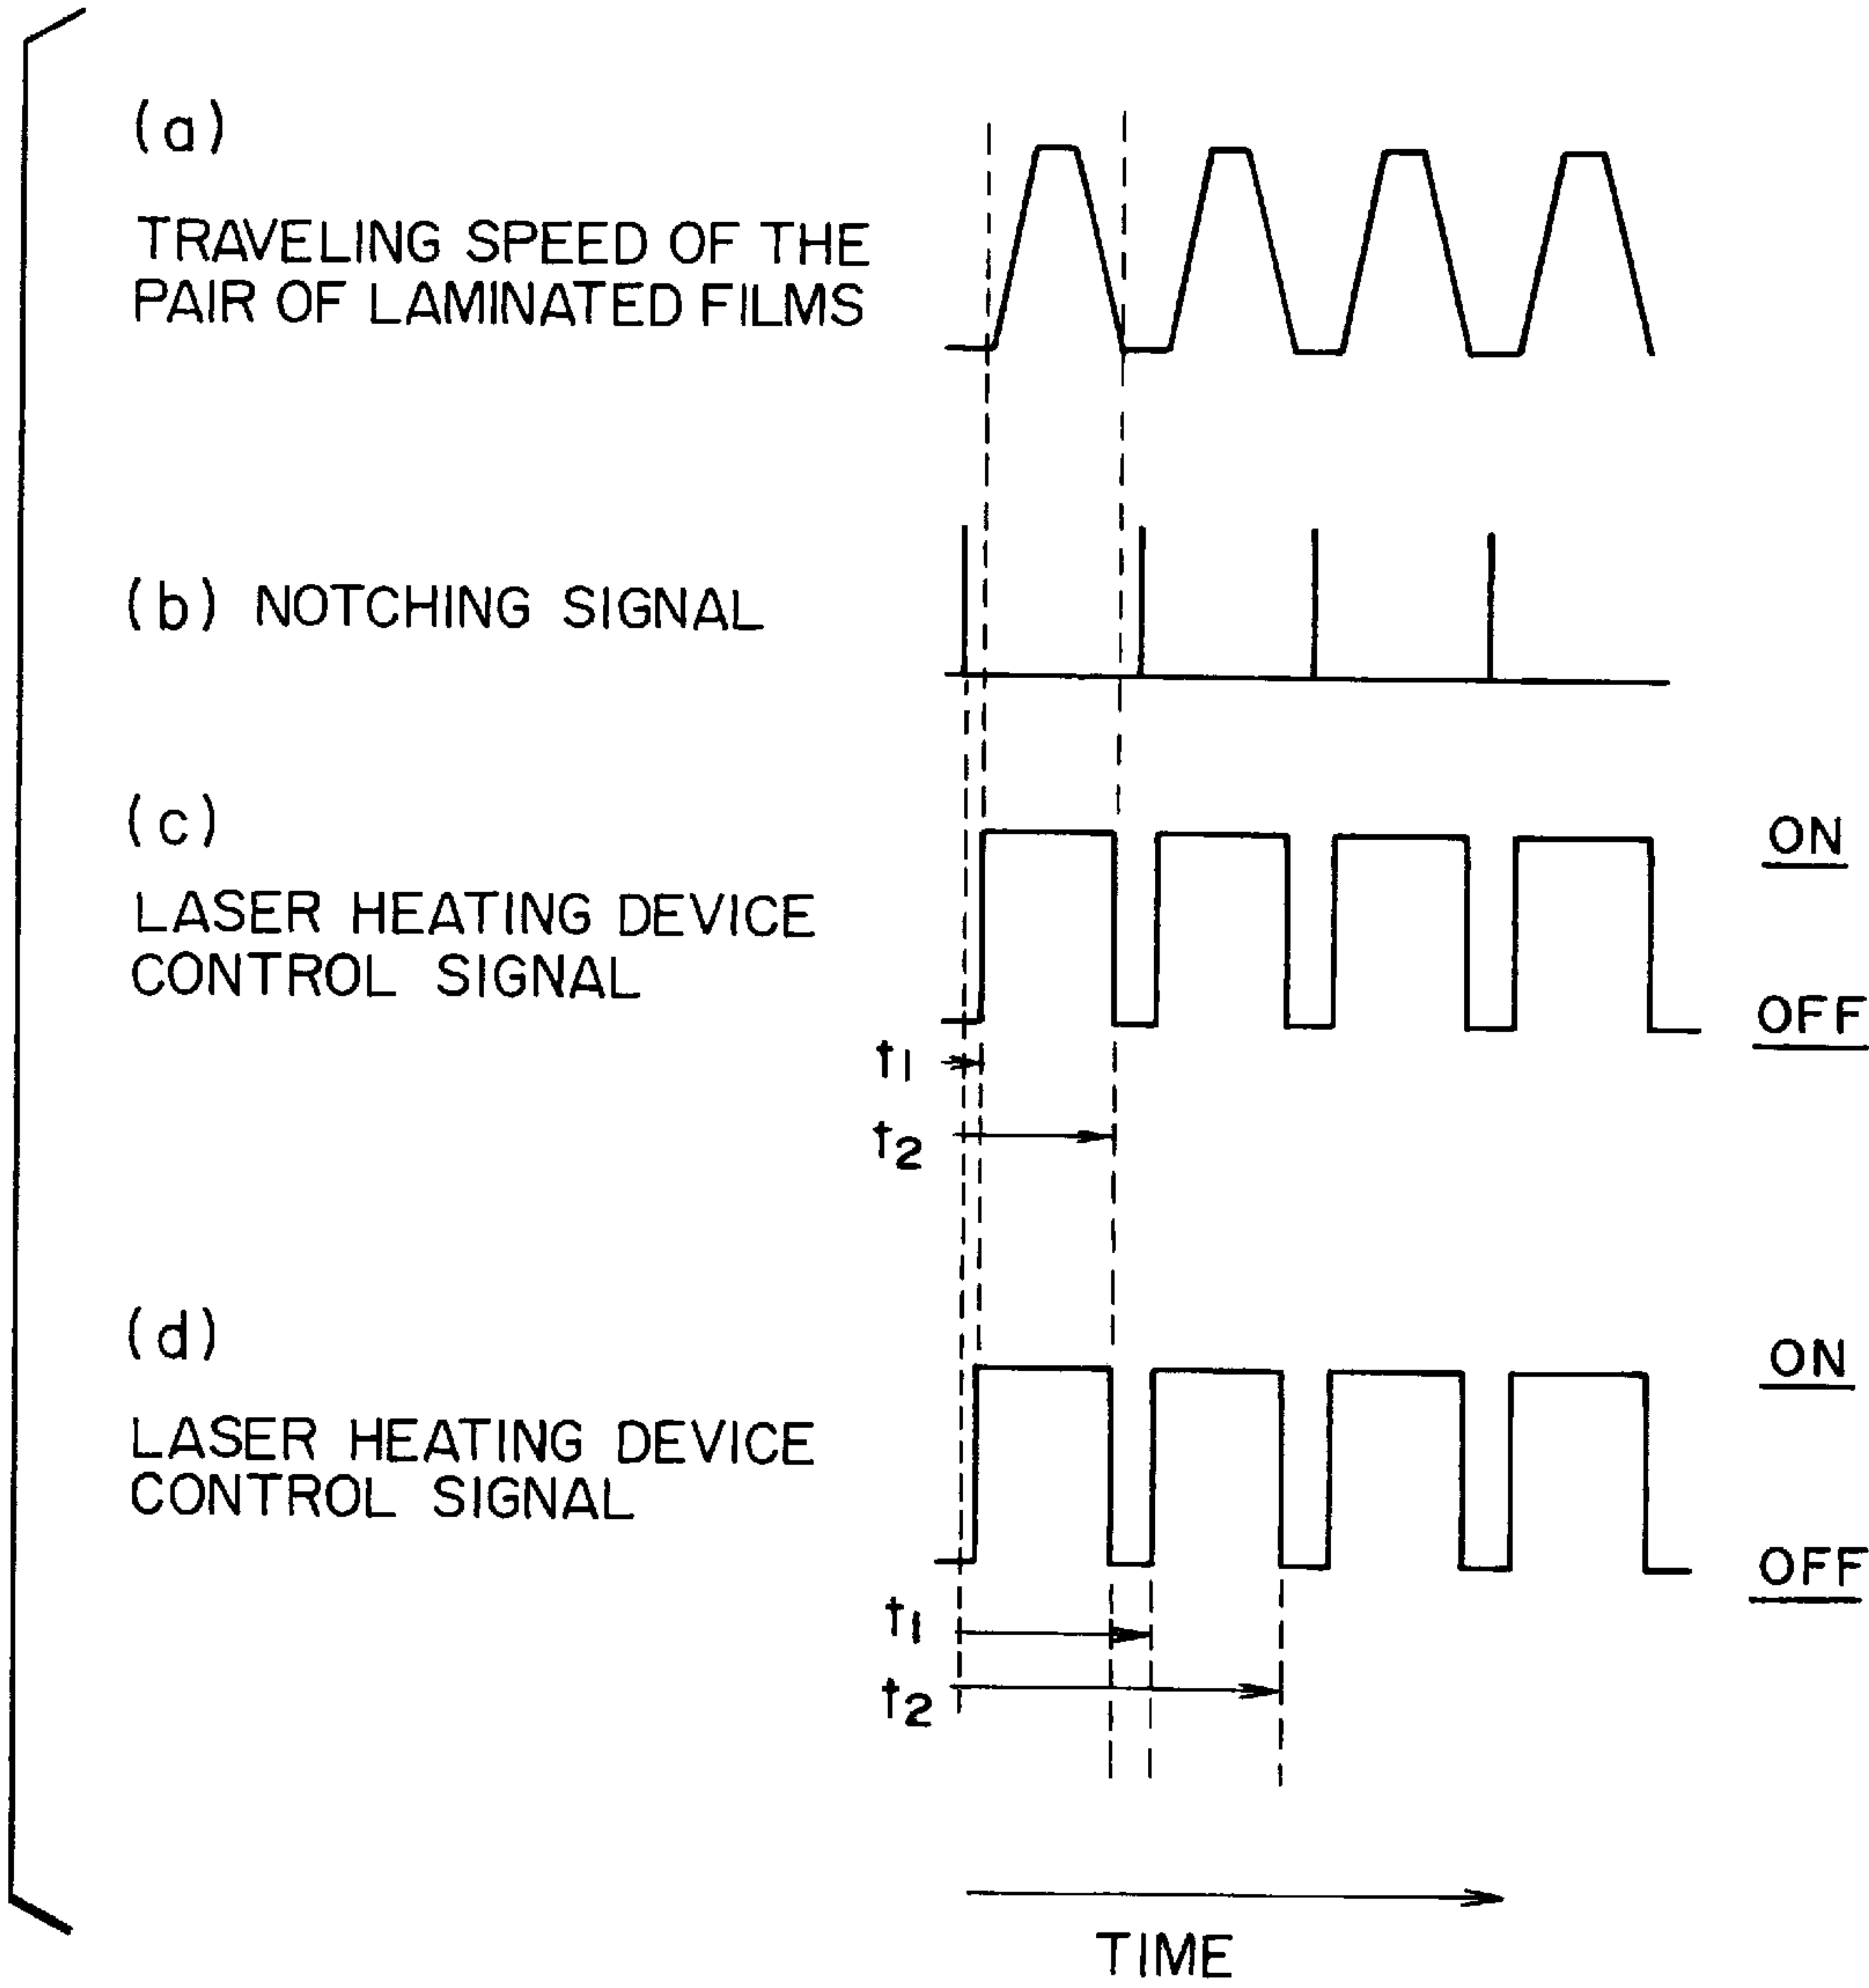 (a)
TRAVELING SPEED OF THE
PAIR OF LAMINATED FILMS
(b) NOTCHING SIGNAL
(c)
ON
LASER HEATING DEVICE
CONTROL SIGNAL
OFF
t1
t2
(d)
ON
LASER HEATING DEVICE
CONTROL SIGNAL
OFF
t1
t2
TIME